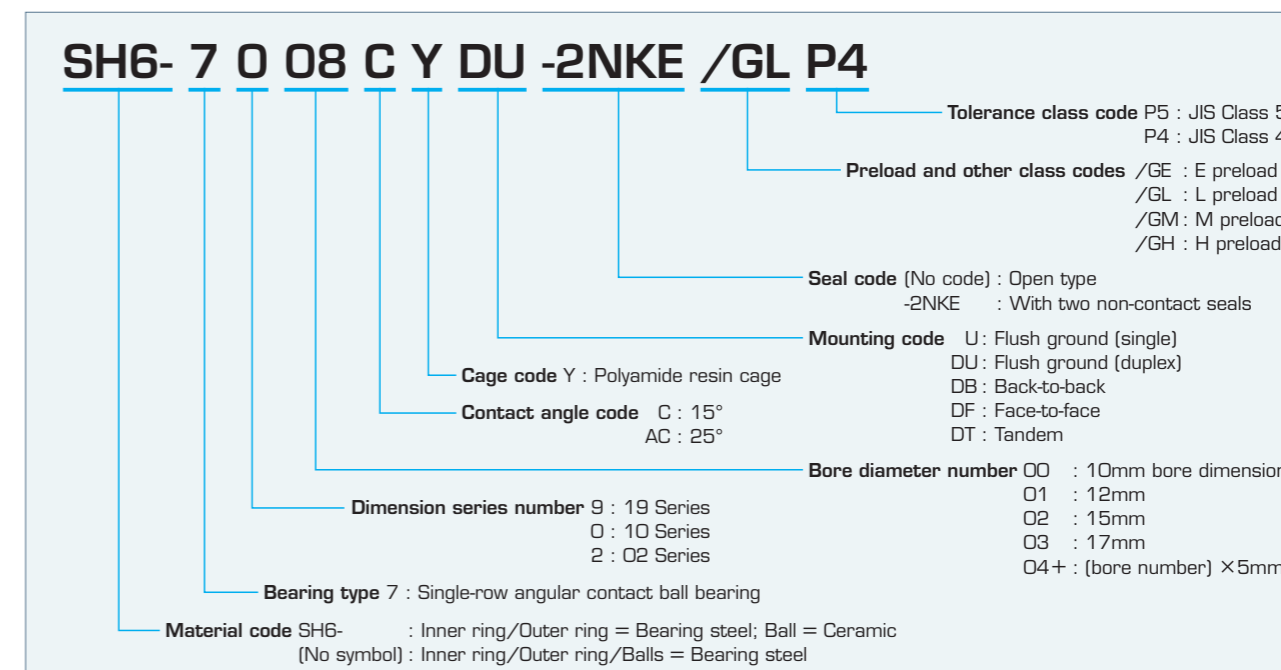 SH6- 7 0 08 C Y DU -2NKE /GL P4
Tolerance class code P5 : JIS Class 5
P4 : JIS Class 4
Preload and other class codes /GE : E preload
/GL : L preload
/GM : M preload
/GH : H preload
Seal code (No code) : Open type
-2NKE : With two non-contact seals
Mounting code U : Flush ground (single)
DU : Flush ground (duplex)
DB : Back-to-back
DF : Face-to-face
DT : Tandem
Cage code Y : Polyamide resin cage
Contact angle code C : 15°
AC : 25°
Bore diameter number 00 : 10mm bore dimension
01 : 12mm
02 : 15mm
03 : 17mm
04+ : (bore number) ×5mm
Dimension series number 9 : 19 Series
0 : 10 Series
2 : 02 Series
Bearing type 7 : Single-row angular contact ball bearing
Material code SH6- : Inner ring/Outer ring = Bearing steel; Ball = Ceramic
(No symbol) : Inner ring/Outer ring/Balls = Bearing steel